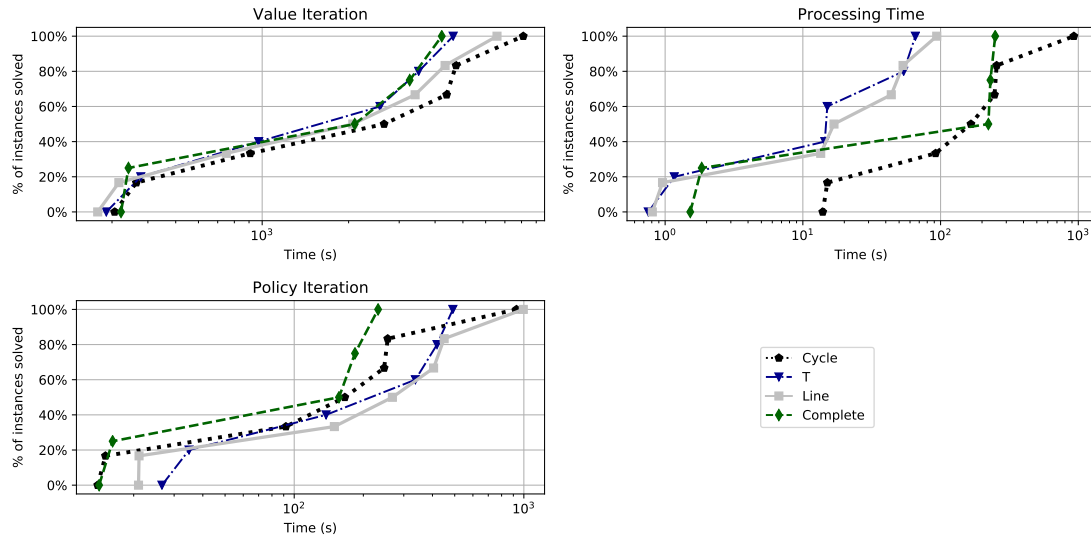 Value Iteration
% of instances solved
100%
80%
60%
40%
20%
0%
10³
Time (s)
Processing Time
% of instances solved
100%
80%
60%
40%
20%
0%
10⁰
10¹
10²
10³
Time (s)
Policy Iteration
% of instances solved
100%
80%
60%
40%
20%
0%
10²
10³
Time (s)
Cycle
T
Line
Complete